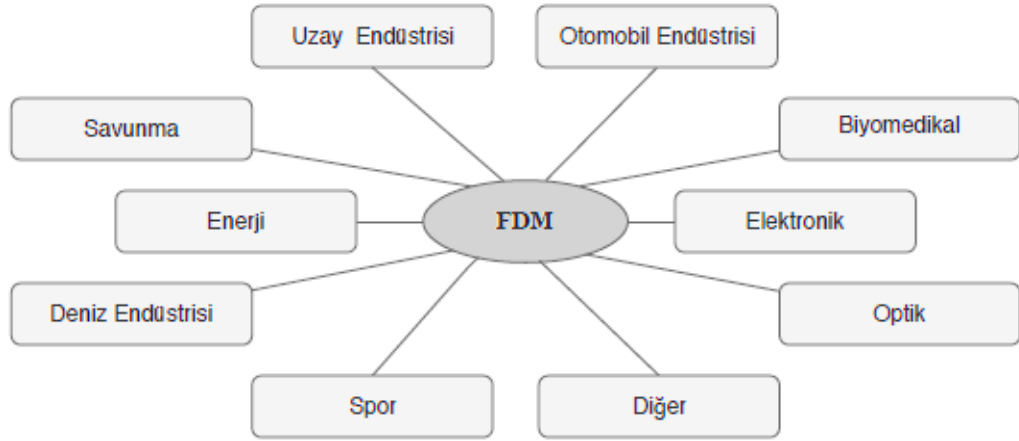 Uzay Endüstrisi
Otomobil Endüstrisi
Savunma
Biyomedikal
Enerji
FDM
Elektronik
Deniz Endüstrisi
Optik
Spor
Diğer